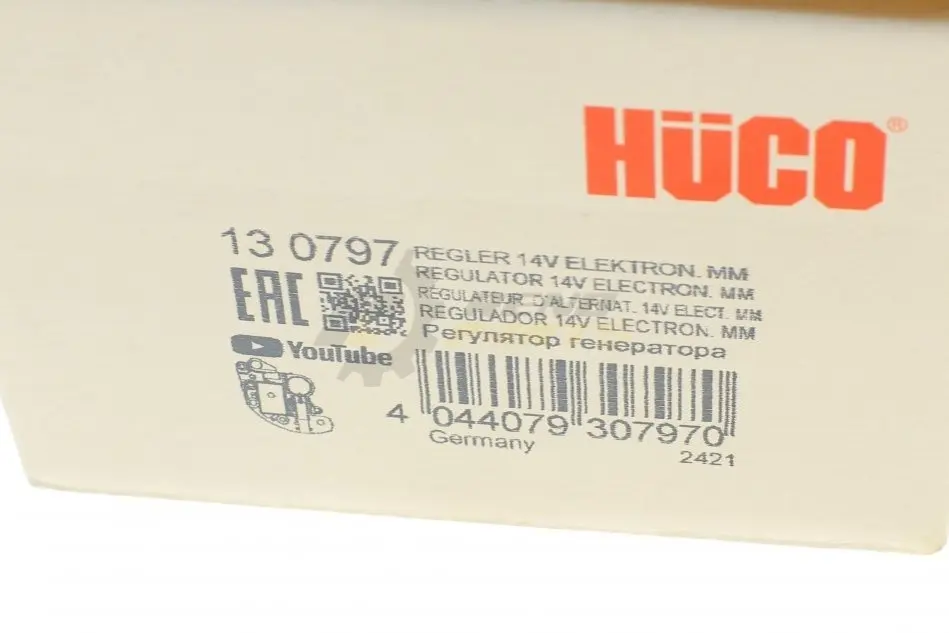 HÜCO®
13 0797
REGLER 14V ELEKTRON. MM
REGULATOR 14V ELECTRON. MM
RÉGULATEUR D'ALTERNAT. 14V ELECT. MM
REGULADOR 14V ELECTRON. MM
Регулятор генератора
EAC
YouTube
4 044079 307970
Germany
2421